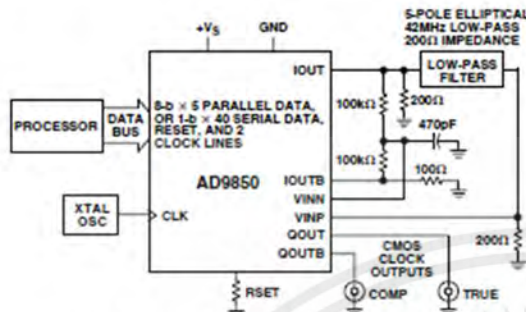 5-POLE ELLIPTICAL
42MHz LOW-PASS
200Ω IMPEDANCE
+VS
GND
IOUT
LOW-PASS
FILTER
100kΩ
200Ω
470pF
PROCESSOR
DATA
BUS
8-b × 5 PARALLEL DATA,
OR 1-b × 40 SERIAL DATA,
RESET, AND 2
CLOCK LINES
100kΩ
100Ω
IOUTB
AD9850
VINN
VINP
XTAL
OSC
CLK
QOUT
QOUTB
CMOS
CLOCK
OUTPUTS
200Ω
RSET
COMP
TRUE